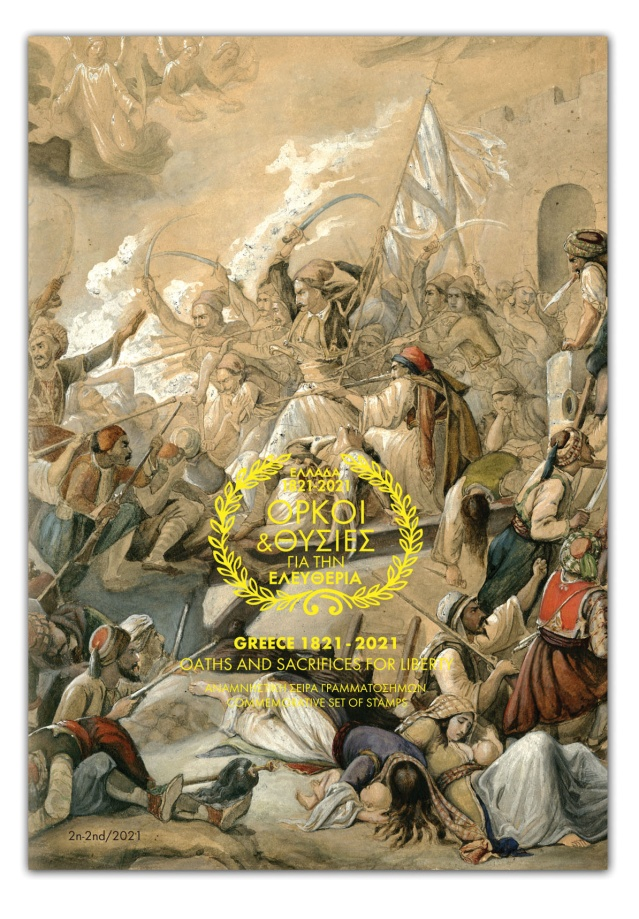 ΕΛΛΑΔΑ
1821-2021
ΟΡΚΟΙ
&ΘΥΣΙΕΣ
ΓΙΑ ΤΗΝ
ΕΛΕΥΘΕΡΙΑ
GREECE 1821 - 2021
OATHS AND SACRIFICES FOR LIBERTY
ΑΝΑΜΝΗΣΤΙΚΗ ΣΕΙΡΑ ΓΡΑΜΜΑΤΟΣΗΜΩΝ
COMMEMORATIVE SET OF STAMPS
2η-2nd/2021